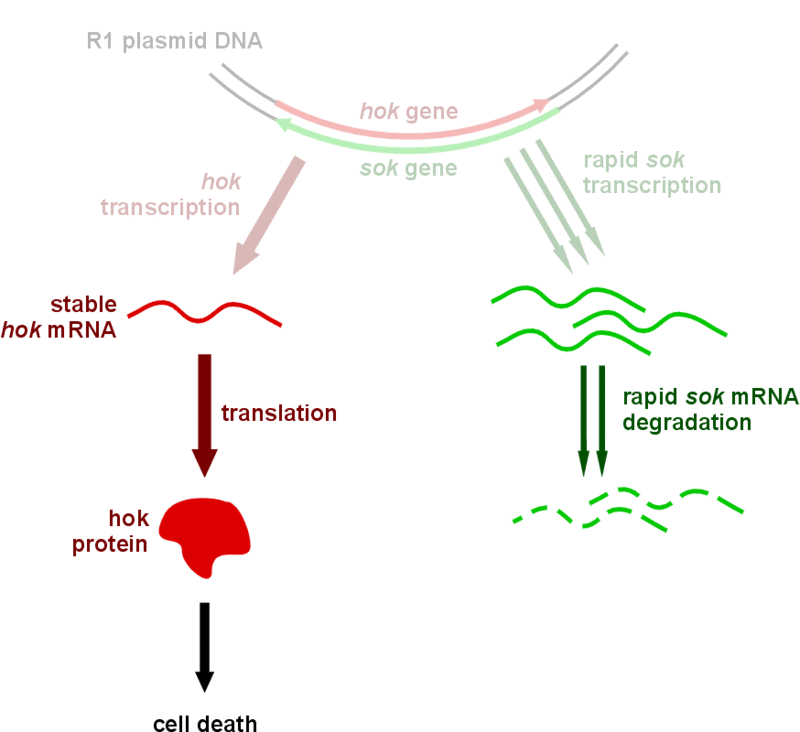 R1 plasmid DNA
hok gene
sok gene
hok
transcription
rapid sok
transcription
stable
hok mRNA
translation
rapid sok mRNA
degradation
hok
protein
cell death